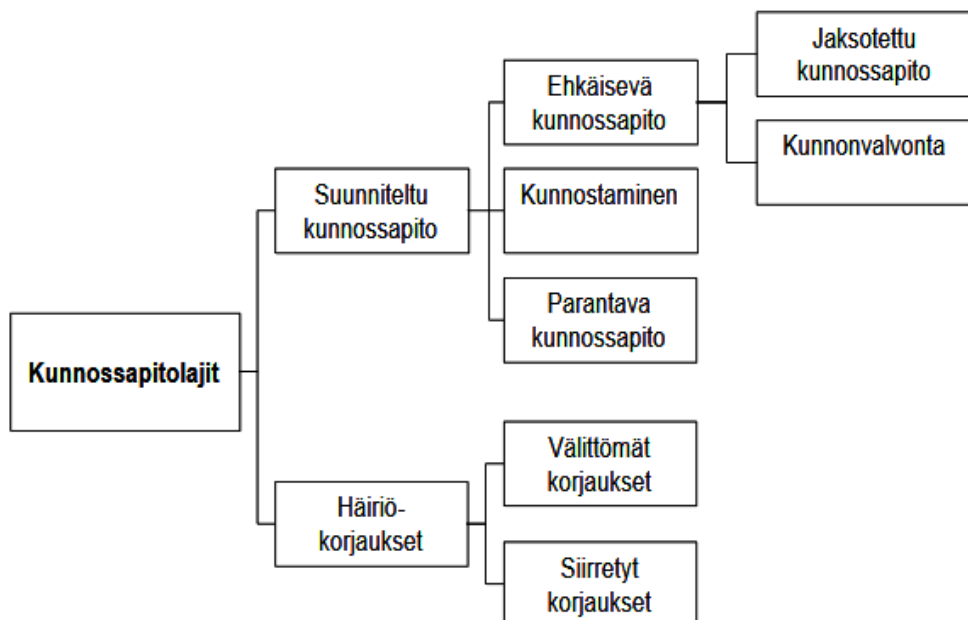 Jaksotettu
kunnossapito
Ehkäisevä
kunnossapito
Kunnonvalvonta
Suunniteltu
kunnossapito
Kunnostaminen
Parantava
kunnossapito
Kunnossapitolajit
Välittömät
korjaukset
Häiriö-
korjaukset
Siirretyt
korjaukset